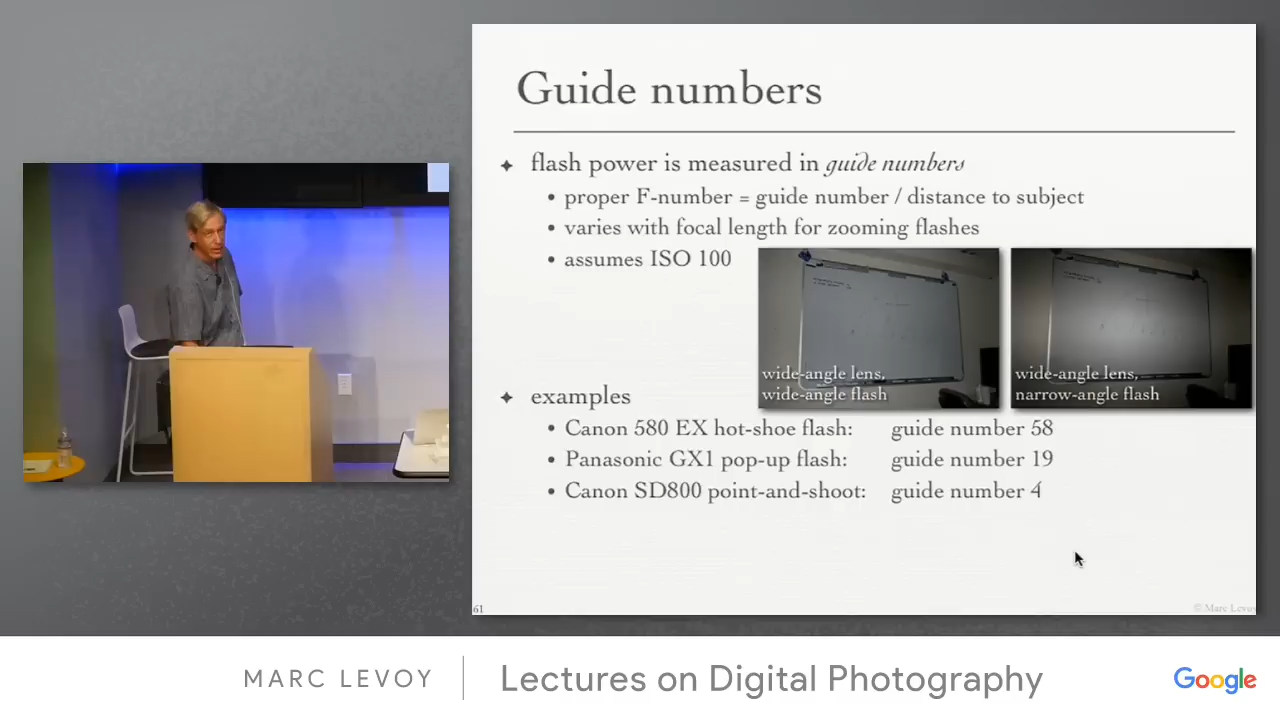 Guide numbers
✦ flash power is measured in guide numbers
• proper F-number = guide number / distance to subject
• varies with focal length for zooming flashes
• assumes ISO 100
wide-angle lens,
wide-angle flash
wide-angle lens,
narrow-angle flash
✦ examples
• Canon 580 EX hot-shoe flash: guide number 58
• Panasonic GX1 pop-up flash: guide number 19
• Canon SD800 point-and-shoot: guide number 4
61
© Marc Levoy
MARC LEVOY
Lectures on Digital Photography
Google